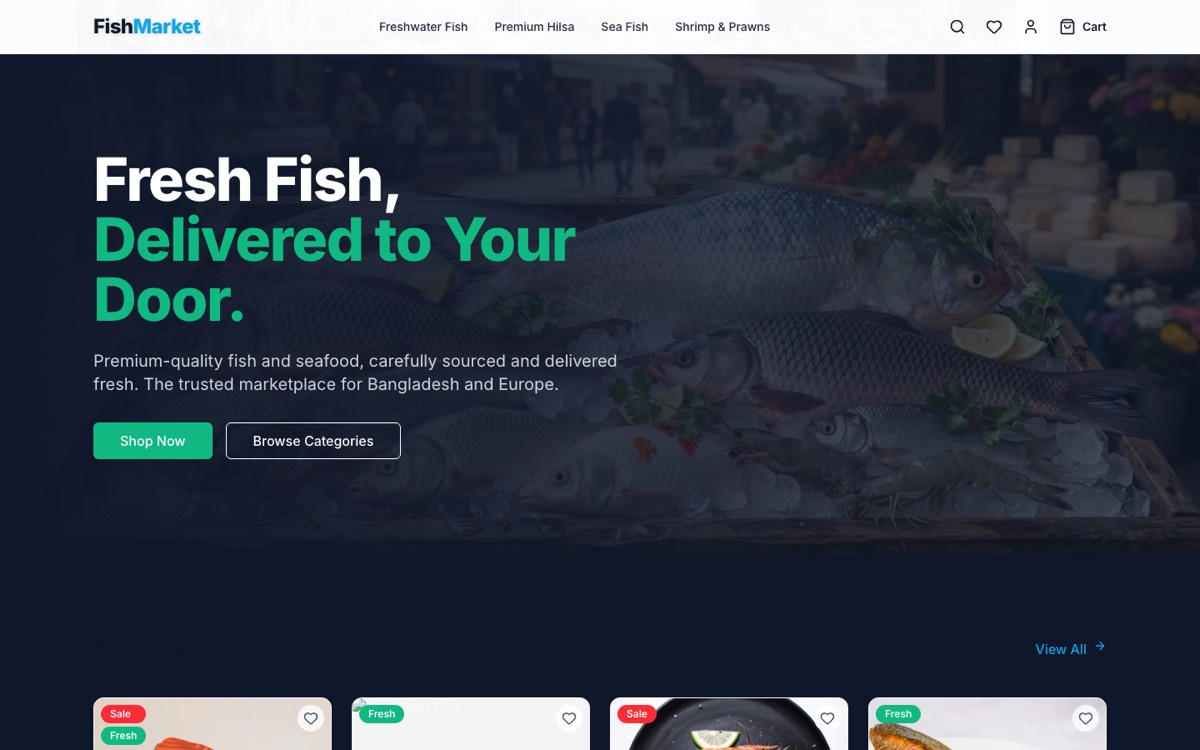 FishMarket
Freshwater Fish
Premium Hilsa
Sea Fish
Shrimp & Prawns
Cart
Fresh Fish,
Delivered to Your
Door.
Premium-quality fish and seafood, carefully sourced and delivered
fresh. The trusted marketplace for Bangladesh and Europe.
Shop Now
Browse Categories
View All
Sale
Fresh
Fresh
Sale
Fresh